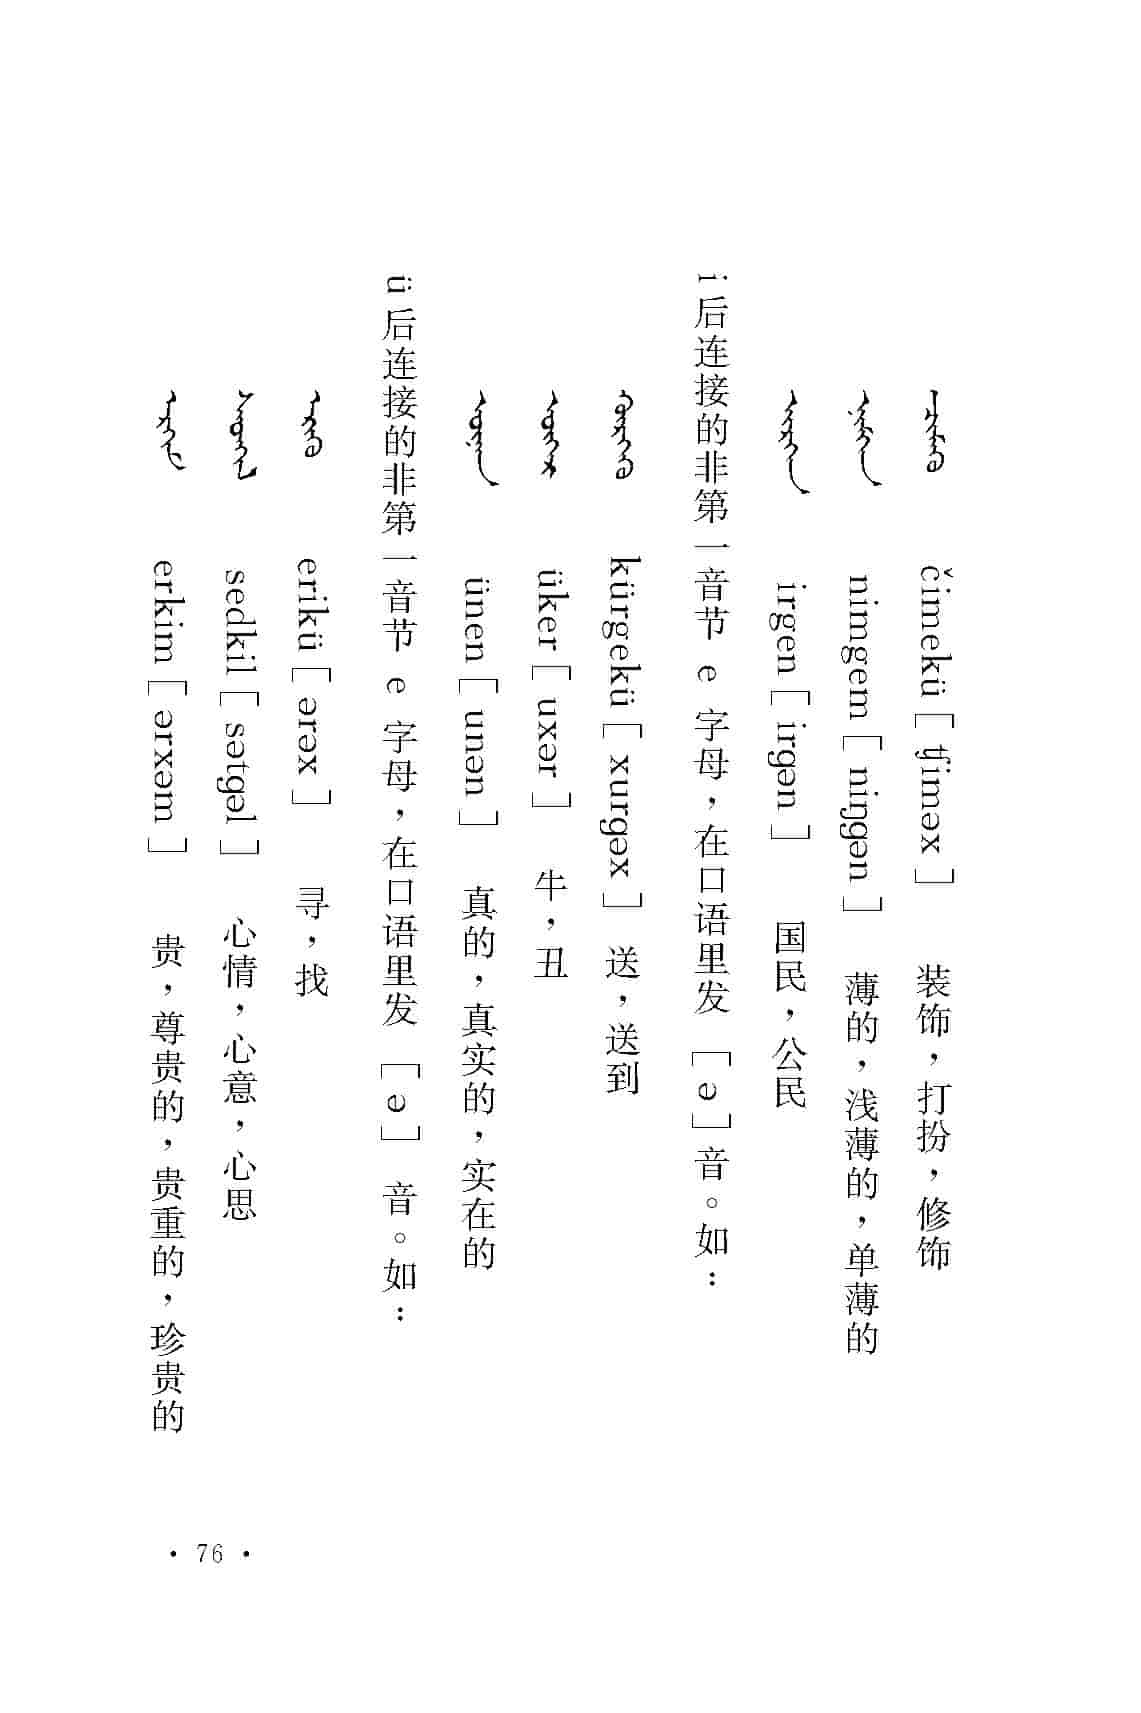 ᠡᠷᠬᠢᠮ erkim［ərxəm］ 贵，尊贵的，贵重的，珍贵的
ᠰᠡᠳᠬᠢᠯ sedkil［sətgəl］ 心情，心意，心思
ᠡᠷᠢᠬᠦ erikü［ərəx］ 寻，找
ü后连接的非第一音节 e 字母，在口语里发［ə］音。如：
ᠦᠨᠡᠨ ünen［unən］ 真的，真实的，实在的
ᠦᠬᠡᠷ üker［uxər］ 牛，丑
ᠬᠦᠷᠭᠡᠬᠦ kürgekü［xurgəx］ 送，送到
i后连接的非第一音节 e 字母，在口语里发［ə］音。如：
ᠢᠷᠭᠡᠨ irgen［irgən］ 国民，公民
ᠨᠢᠮᠭᠡᠨ nimgem［niŋgən］ 薄的，浅薄的，单薄的
ᠴᠢᠮᠡᠬᠦ čimekü［ʧiməx］ 装饰，打扮，修饰
· 76 ·